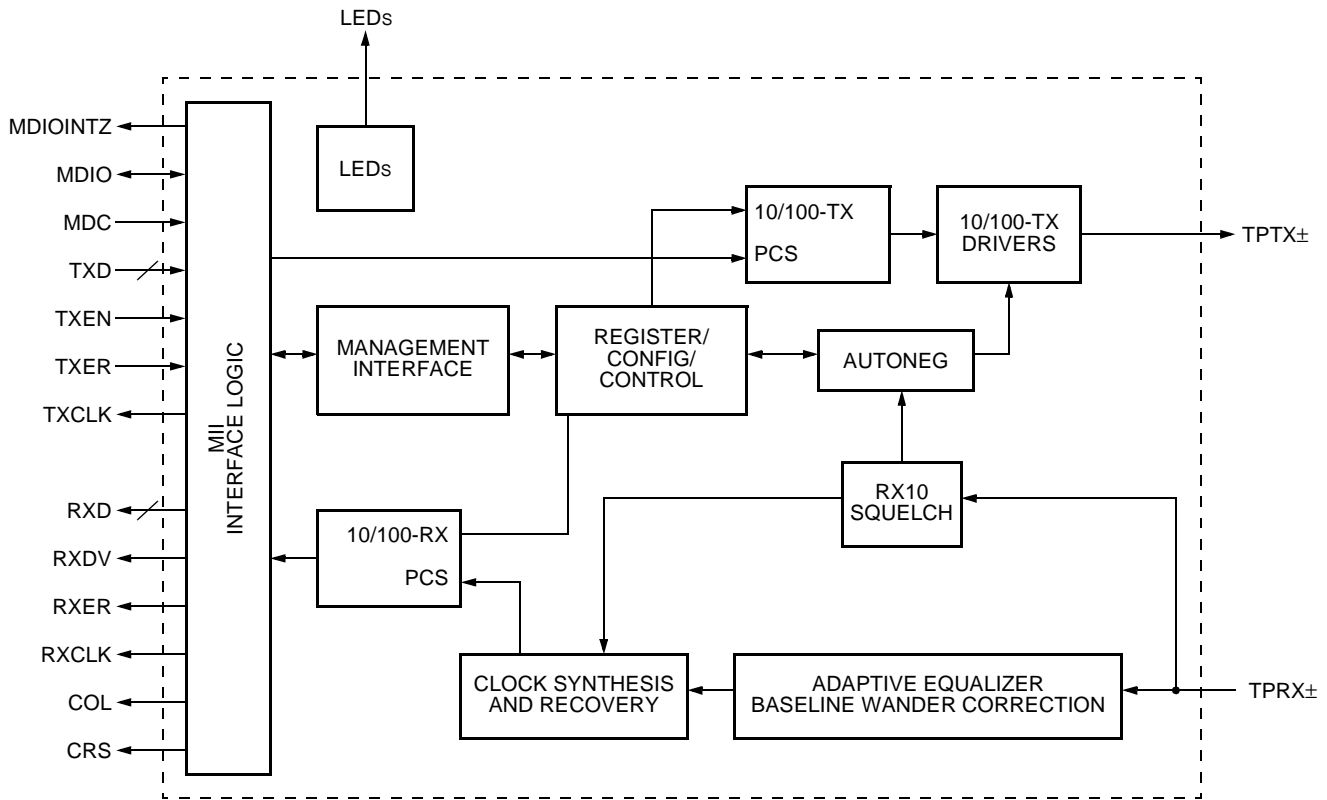 LEDs
MDIOINTZ
MDIO
MDC
TXD
TXEN
TXER
TXCLK
RXD
RXDV
RXER
RXCLK
COL
CRS
MII
INTERFACE LOGIC
LEDs
MANAGEMENT
INTERFACE
REGISTER/
CONFIG/
CONTROL
10/100-TX
PCS
10/100-TX
DRIVERS
TPTX±
AUTONEG
RX10
SQUELCH
10/100-RX
PCS
CLOCK SYNTHESIS
AND RECOVERY
ADAPTIVE EQUALIZER
BASELINE WANDER CORRECTION
TPRX±